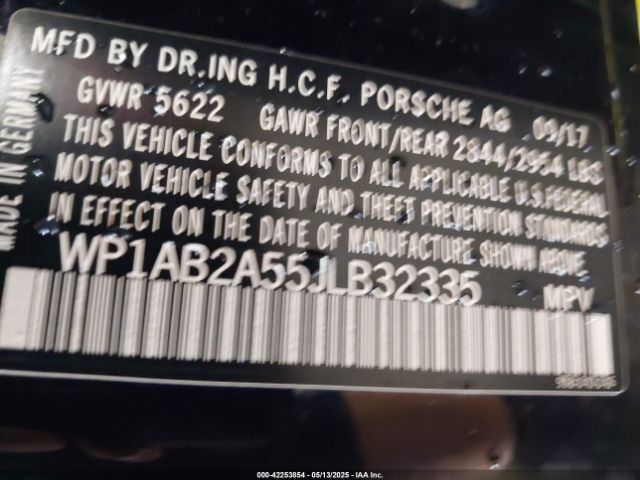 MFD BY DR.ING H.C.F. PORSCHE AG 09/17
GVWR 5622 GAWR FRONT/REAR 2844/2954 LBS
THIS VEHICLE CONFORMS TO ALL APPLICABLE U.S.FEDERAL
MOTOR VEHICLE SAFETY AND THEFT PREVENTION STANDARDS
IN EFFECT ON THE DATE OF MANUFACTURE SHOWN ABOVE.
WP1AB2A55JLB32335 MPV
MADE IN GERMANY
000-42253854 - 05/13/2025 - IAA Inc.